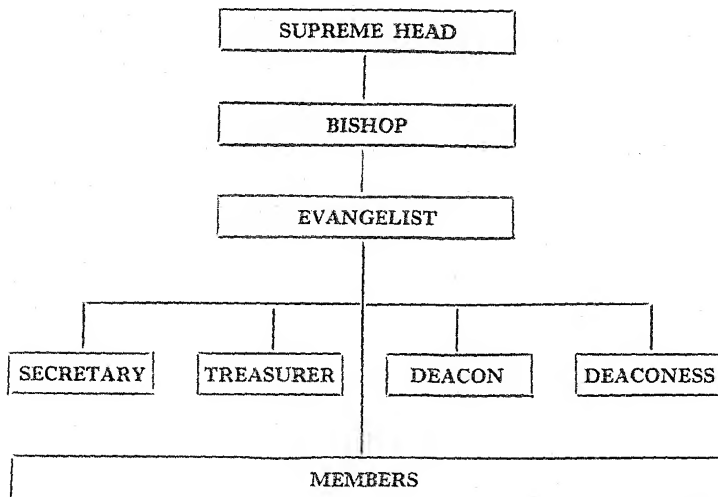 SUPREME HEAD
BISHOP
EVANGELIST
SECRETARY TREASURER DEACON DEACONESS
MEMBERS